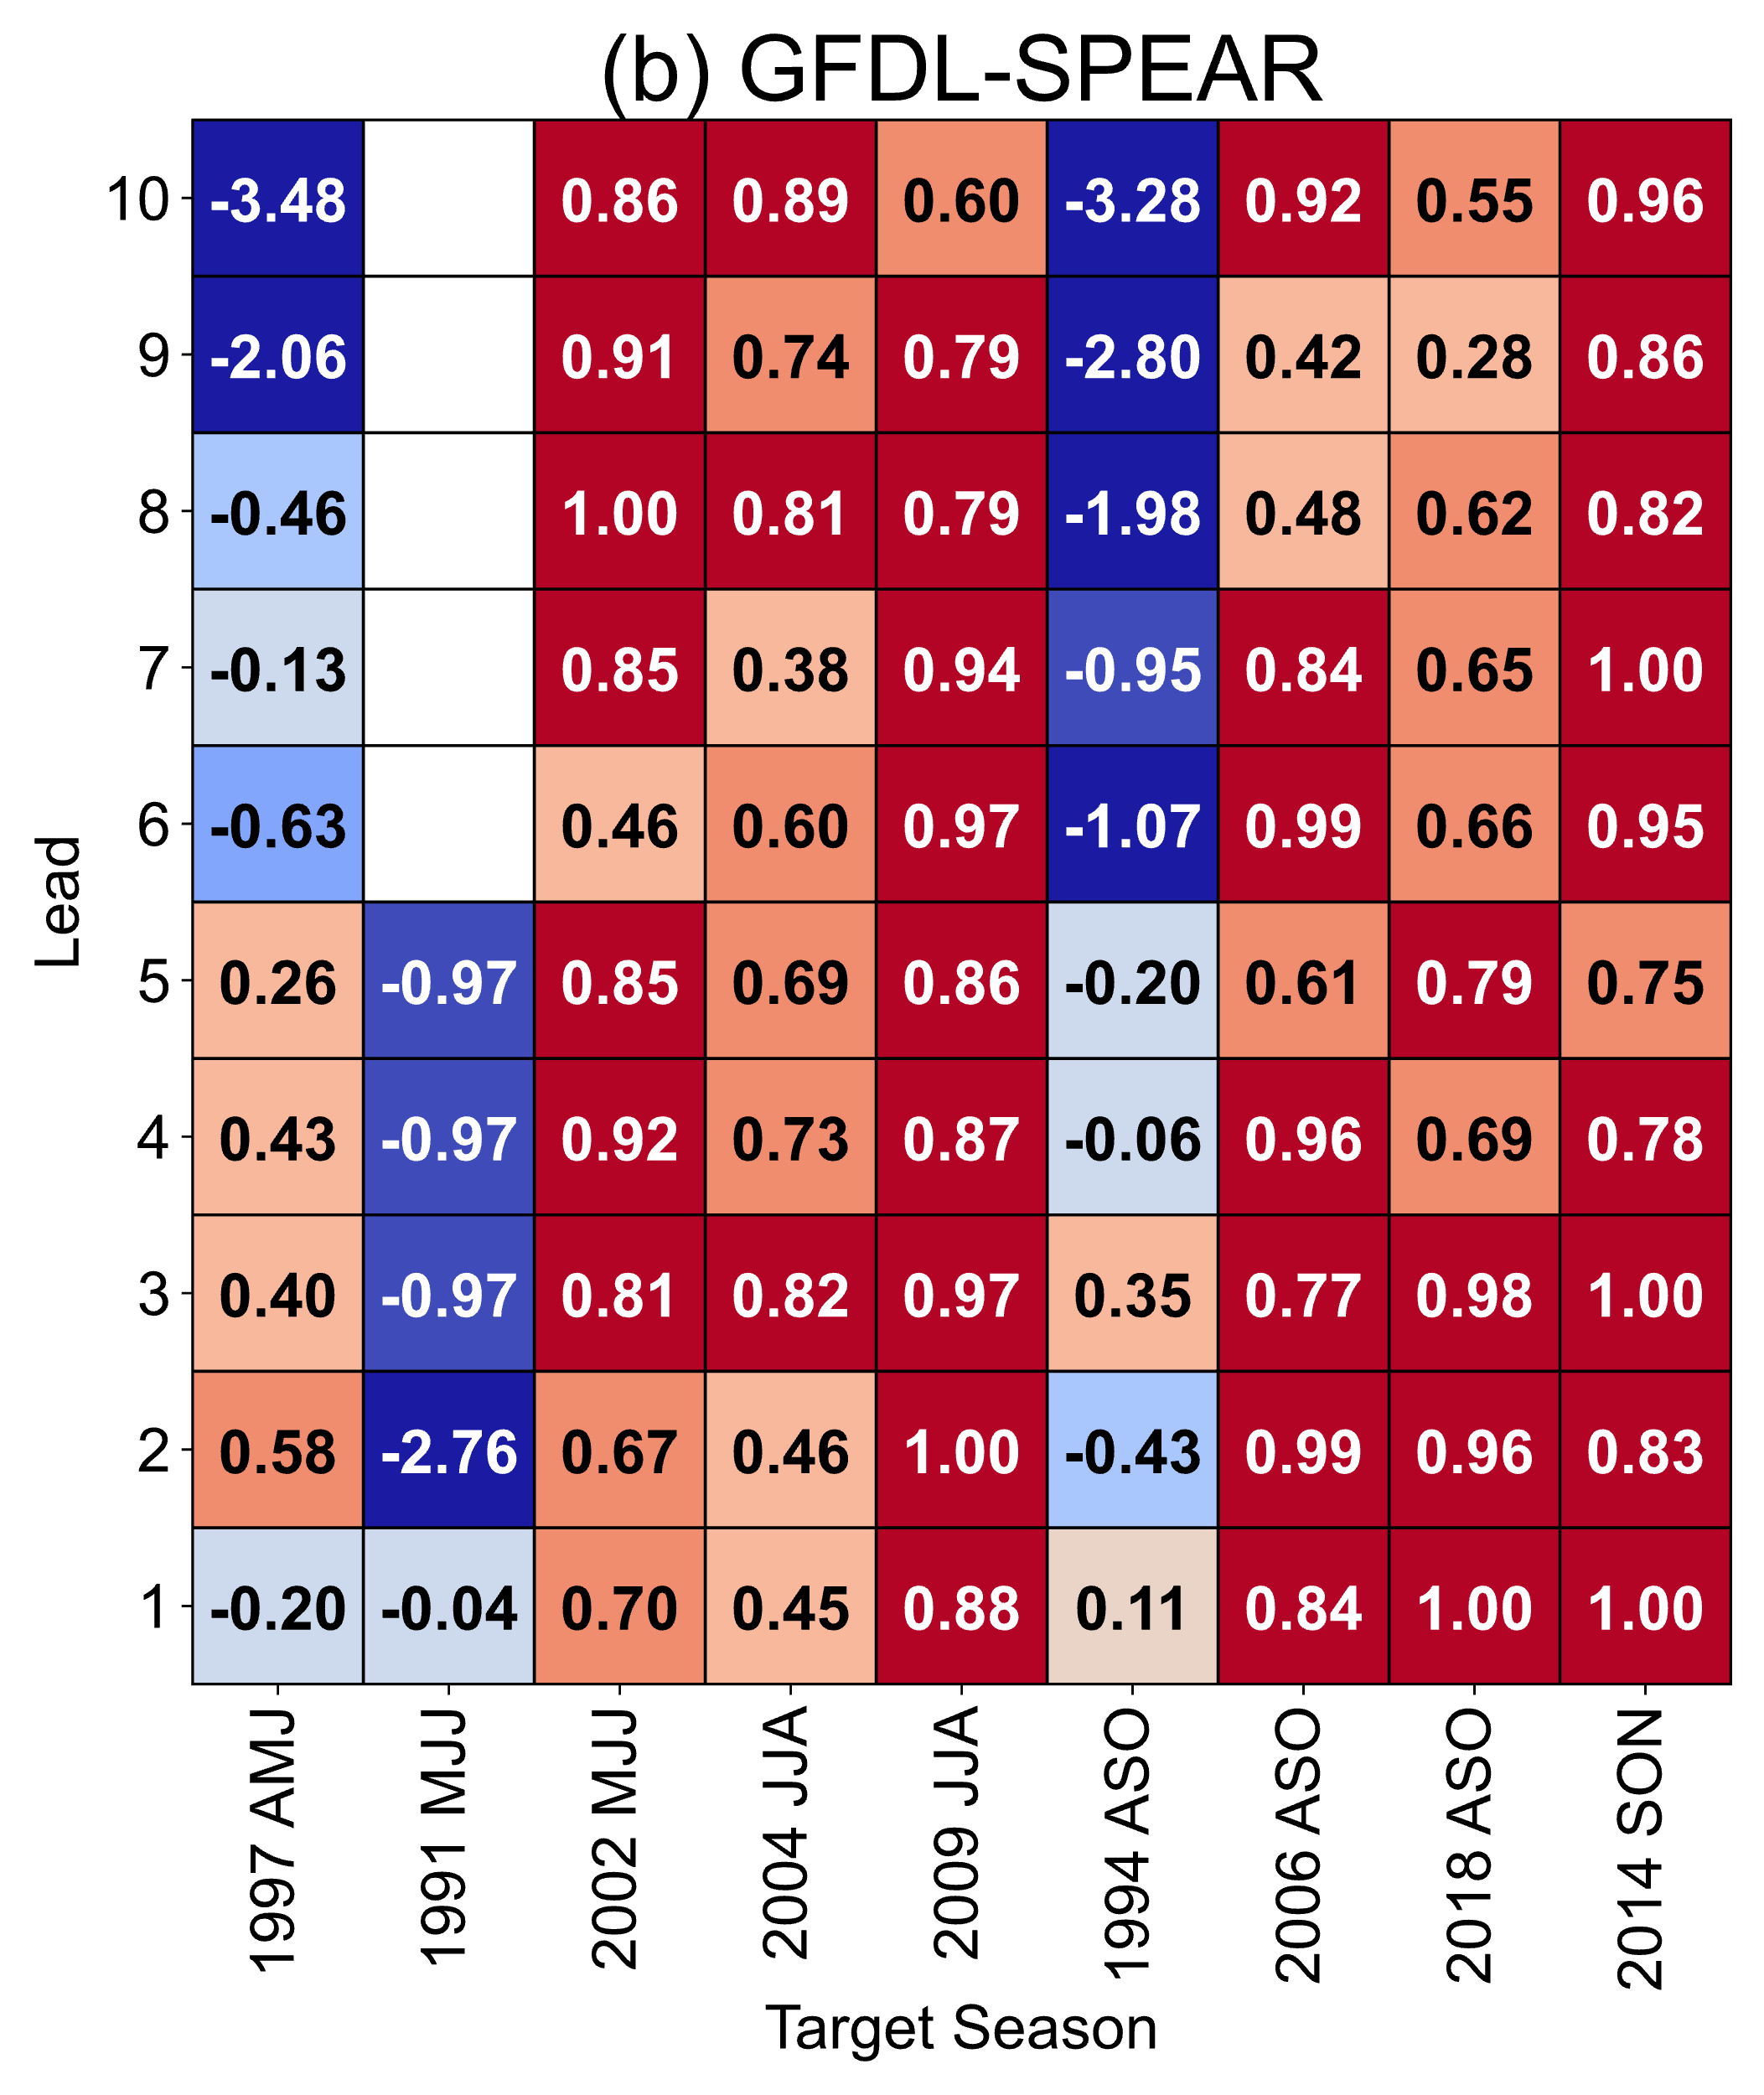 (b) GFDL-SPEAR
10 -3.48 0.86 0.89 0.60 -3.28 0.92 0.55 0.96
9 -2.06 0.91 0.74 0.79 -2.80 0.42 0.28 0.86
8 -0.46 1.00 0.81 0.79 -1.98 0.48 0.62 0.82
7 -0.13 0.85 0.38 0.94 -0.95 0.84 0.65 1.00
6 -0.63 0.46 0.60 0.97 -1.07 0.99 0.66 0.95
5 0.26 -0.97 0.85 0.69 0.86 -0.20 0.61 0.79 0.75
4 0.43 -0.97 0.92 0.73 0.87 -0.06 0.96 0.69 0.78
3 0.40 -0.97 0.81 0.82 0.97 0.35 0.77 0.98 1.00
2 0.58 -2.76 0.67 0.46 1.00 -0.43 0.99 0.96 0.83
1 -0.20 -0.04 0.70 0.45 0.88 0.11 0.84 1.00 1.00
Lead
1997 AMJ
1991 MJJ
2002 MJJ
2004 JJA
2009 JJA
1994 ASO
2006 ASO
2018 ASO
2014 SON
Target Season